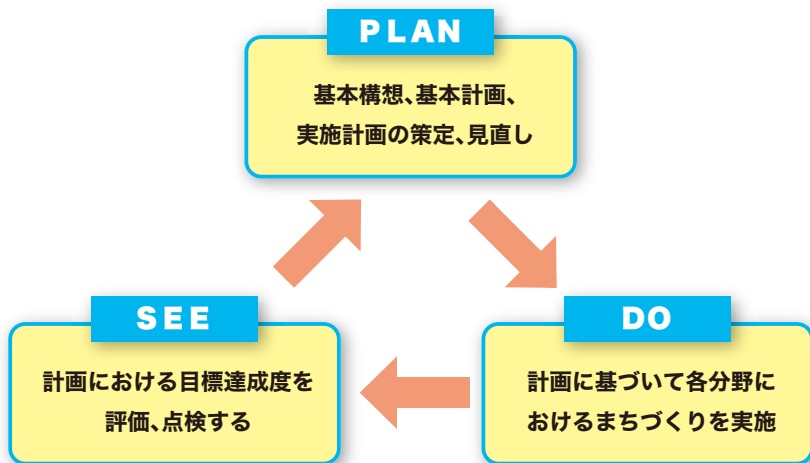 PLAN
基本構想、基本計画、
実施計画の策定、見直し
SEE
計画における目標達成度を
評価、点検する
DO
計画に基づいて各分野に
おけるまちづくりを実施